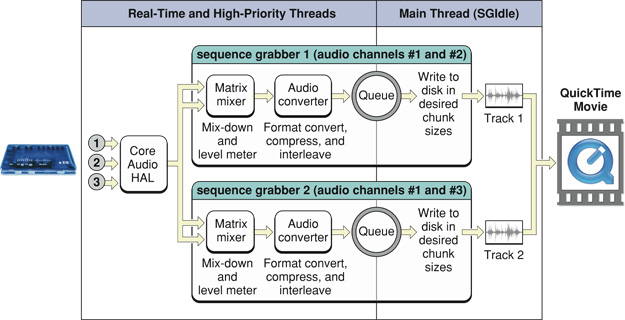 Real-Time and High-Priority Threads
Main Thread (SGIdle)
sequence grabber 1 (audio channels #1 and #2)
Matrix
mixer
Audio
converter
Queue
Write to
disk in
desired
chunk
sizes
Mix-down
and
level meter
Format convert,
compress, and
interleave
Track 1
QuickTime
Movie
1
2
3
Core
Audio
HAL
sequence grabber 2 (audio channels #1 and #3)
Matrix
mixer
Audio
converter
Queue
Write to
disk in
desired
chunk
sizes
Mix-down
and
level meter
Format convert,
compress, and
interleave
Track 2